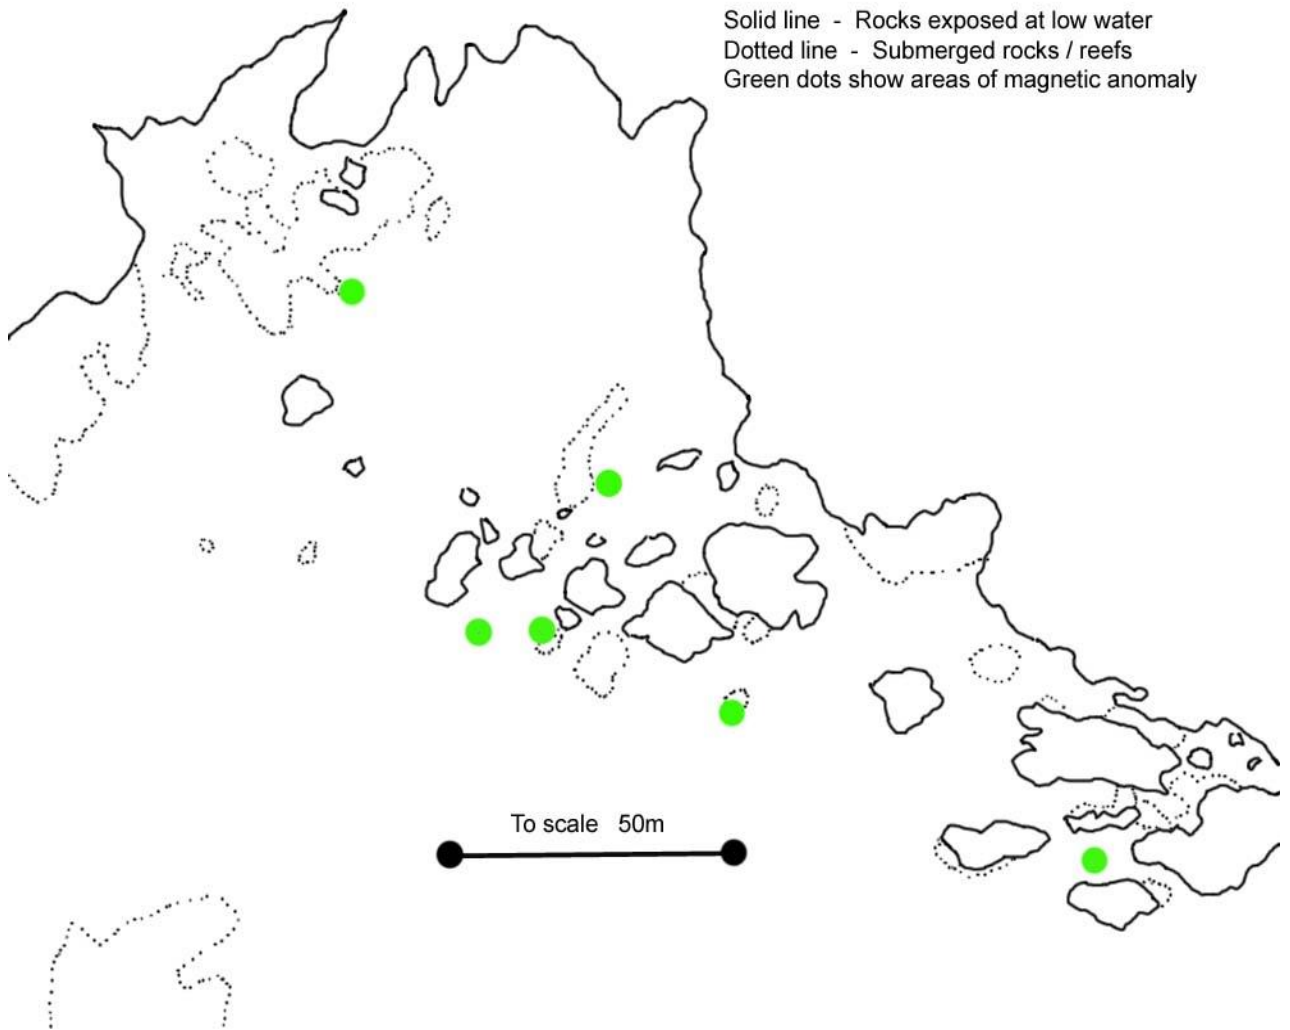 Solid line - Rocks exposed at low water
Dotted line - Submerged rocks / reefs
Green dots show areas of magnetic anomaly
To scale 50m